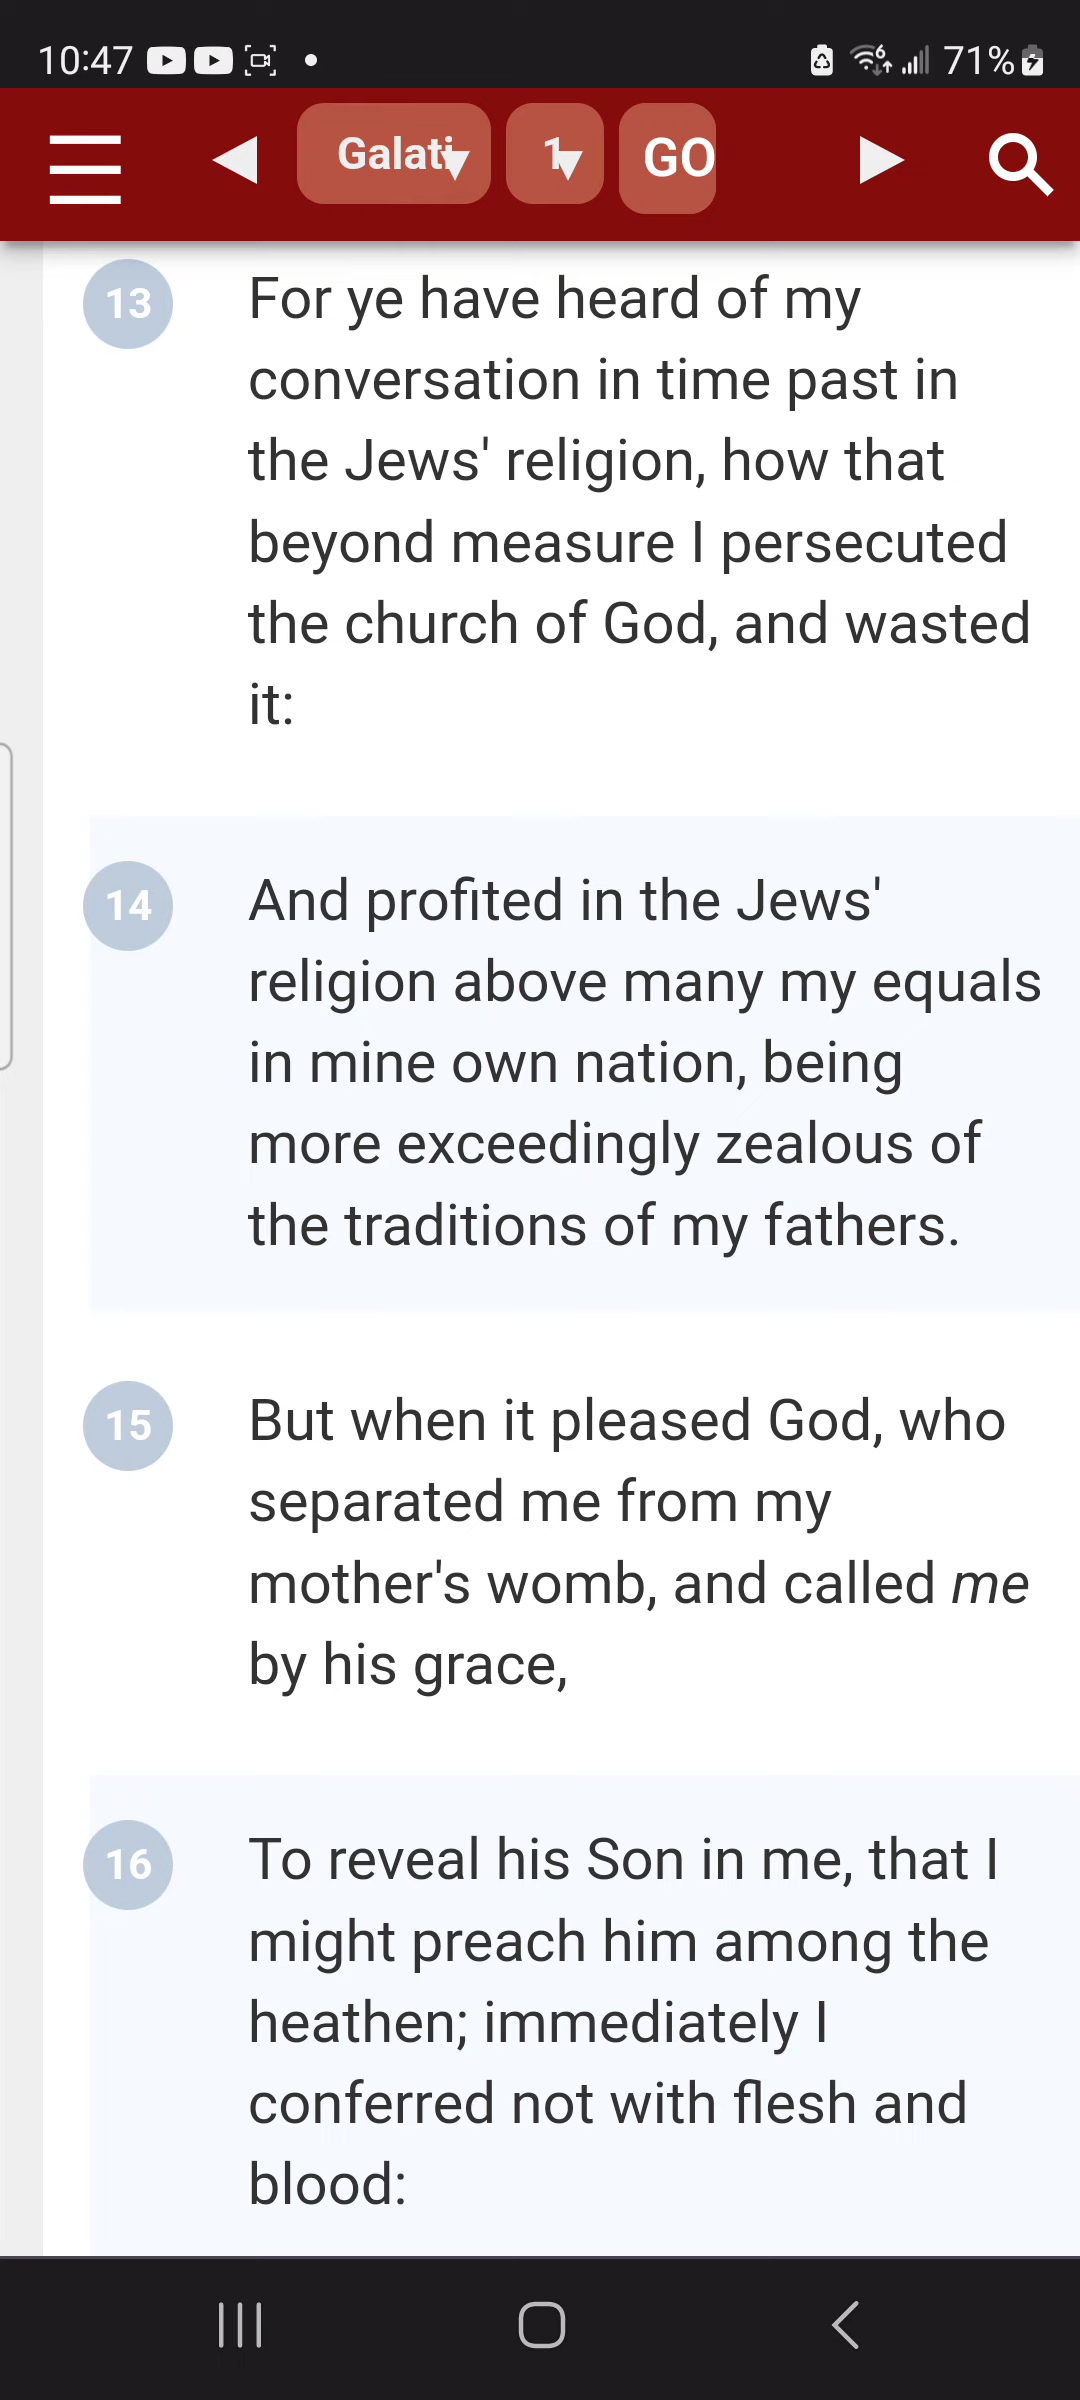 10:47
6
71%
Galati
1
GO
13
For ye have heard of my
conversation in time past in
the Jews' religion, how that
beyond measure I persecuted
the church of God, and wasted
it:
14
And profited in the Jews'
religion above many my equals
in mine own nation, being
more exceedingly zealous of
the traditions of my fathers.
15
But when it pleased God, who
separated me from my
mother's womb, and called me
by his grace,
16
To reveal his Son in me, that I
might preach him among the
heathen; immediately I
conferred not with flesh and
blood: